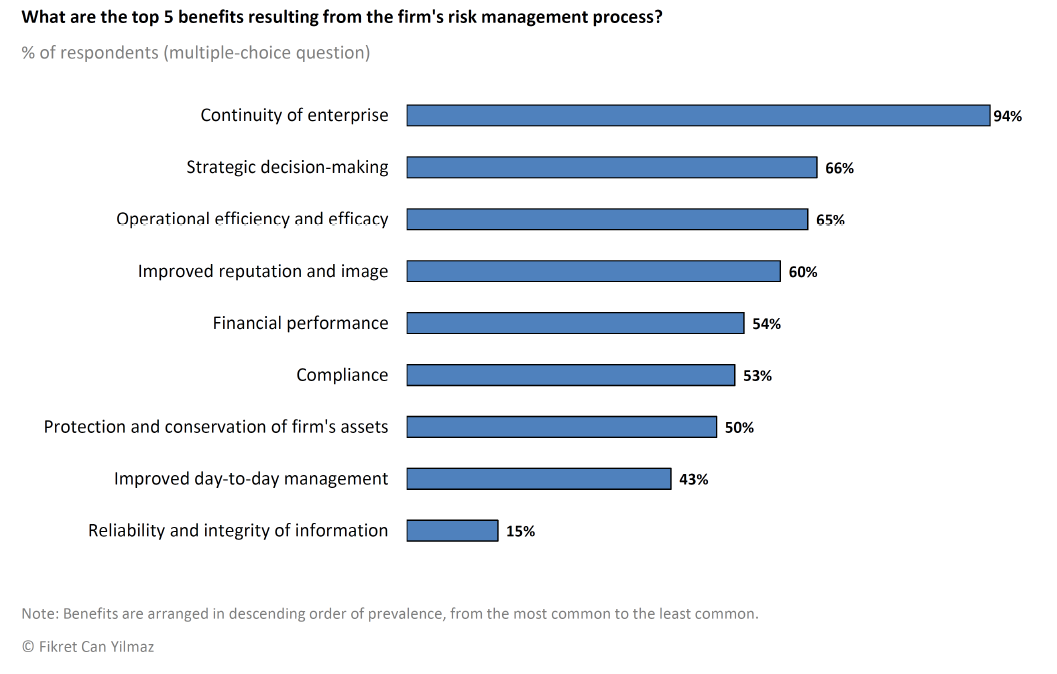 What are the top 5 benefits resulting from the firm's risk management process?
% of respondents (multiple-choice question)
Continuity of enterprise 94%
Strategic decision-making 66%
Operational efficiency and efficacy 65%
Improved reputation and image 60%
Financial performance 54%
Compliance 53%
Protection and conservation of firm's assets 50%
Improved day-to-day management 43%
Reliability and integrity of information 15%
Note: Benefits are arranged in descending order of prevalence, from the most common to the least common.
© Fikret Can Yilmaz